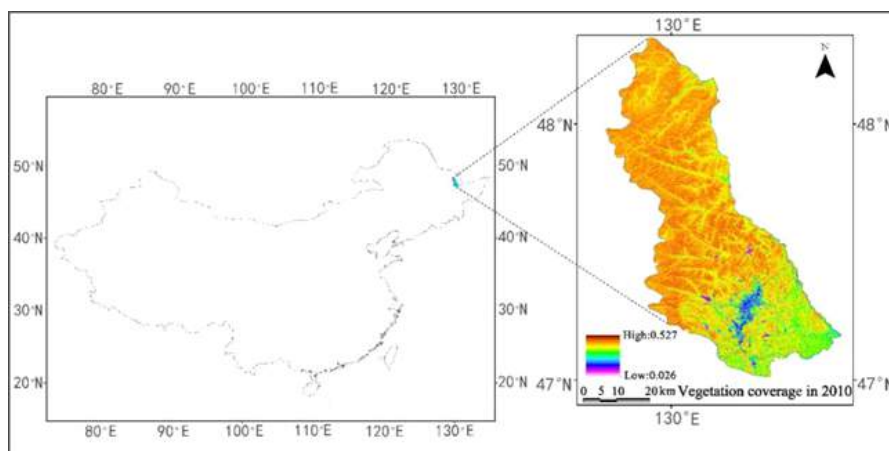 130°E
N
80°E 90°E 100°E 110°E 120°E 130°E
48°N
50°N 50°N
40°N 40°N
30°N 30°N
20°N 20°N
48°N
High:0.527
Low:0.026
47°N 47°N
0 5 10 20 km Vegetation coverage in 2010
80°E 90°E 100°E 110°E 120°E 130°E
130°E